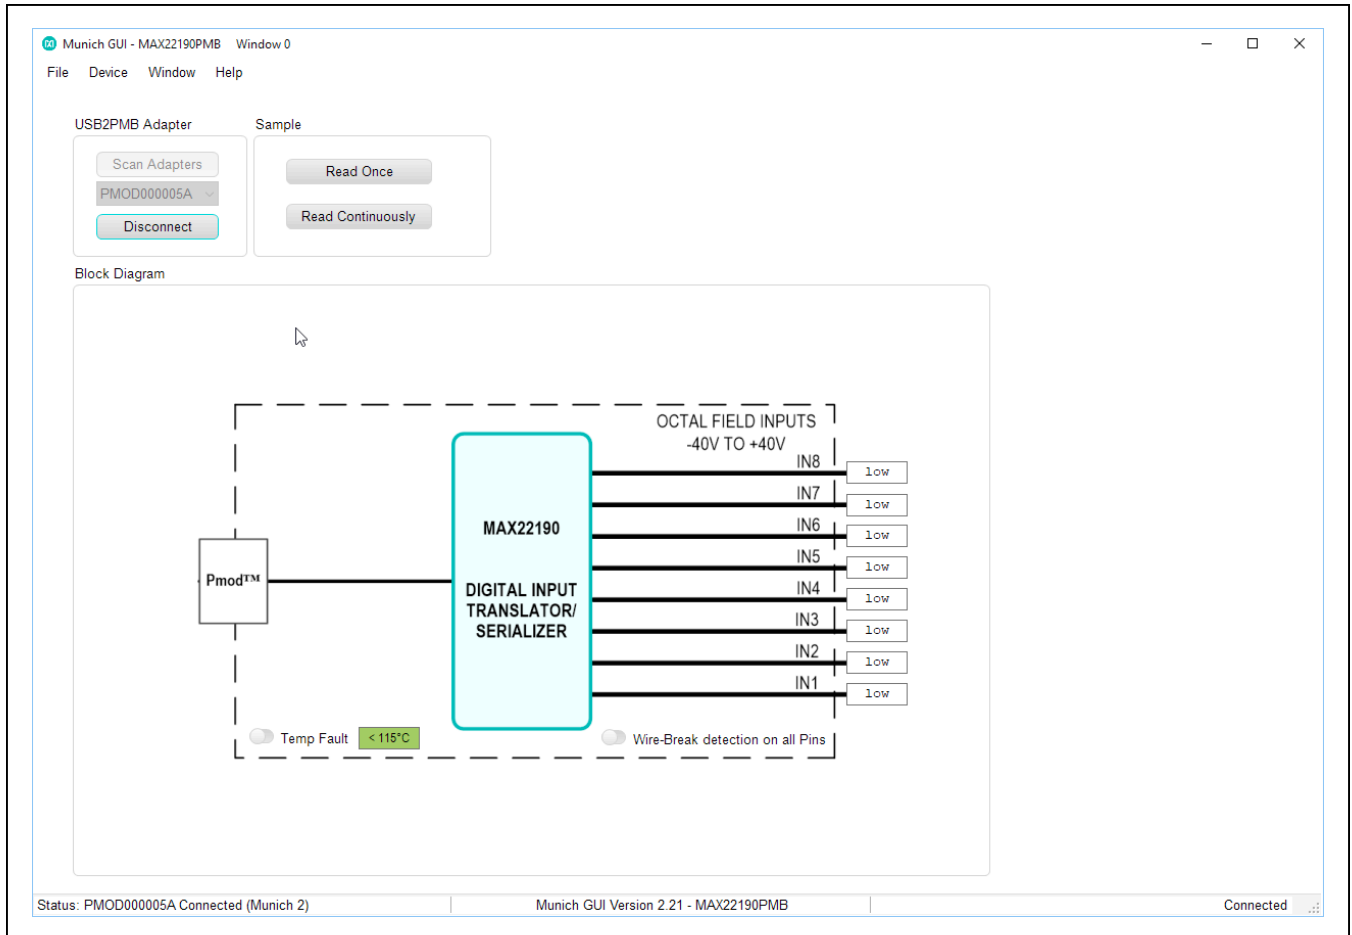 Munich GUI - MAX22190PMB Window 0
File Device Window Help
USB2PMB Adapter Sample
Scan Adapters
Read Once
PMOD000005A
Read Continuously
Disconnect
Block Diagram
OCTAL FIELD INPUTS
-40V TO +40V
IN8 low
IN7 low
MAX22190
IN6 low
IN5 low
Pmod™
DIGITAL INPUT
TRANSLATOR/
SERIALIZER
IN4 low
IN3 low
IN2 low
IN1 low
Temp Fault < 115°C Wire-Break detection on all Pins
Status: PMOD000005A Connected (Munich 2) Munich GUI Version 2.21 - MAX22190PMB Connected